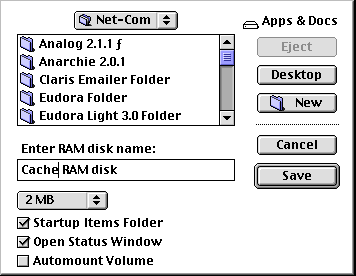 Net-Com
Apps & Docs
Analog 2.1.1 ƒ
Anarchie 2.0.1
Claris Emailer Folder
Eudora Folder
Eudora Light 3.0 Folder
Eject
Desktop
New
Enter RAM disk name:
Cache RAM disk
Cancel
Save
2 MB
Startup Items Folder
Open Status Window
Automount Volume